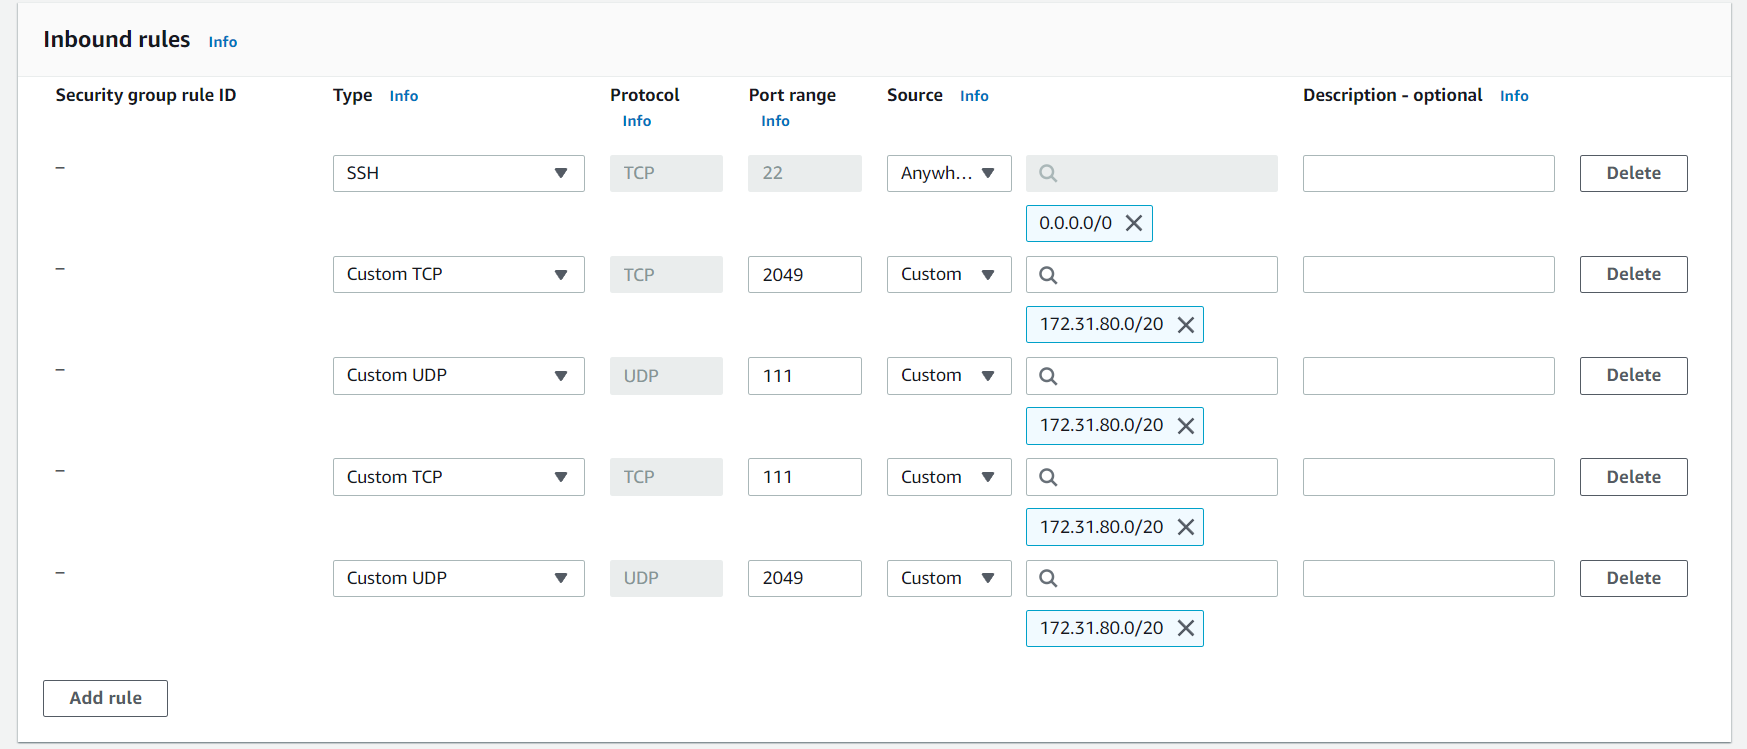 Inbound rules Info
Security group rule ID Type Info Protocol Info Port range Info Source Info Description - optional Info
– SSH TCP 22 Anywh... Delete
0.0.0.0/0
– Custom TCP TCP 2049 Custom Delete
172.31.80.0/20
– Custom UDP UDP 111 Custom Delete
172.31.80.0/20
– Custom TCP TCP 111 Custom Delete
172.31.80.0/20
– Custom UDP UDP 2049 Custom Delete
172.31.80.0/20
Add rule